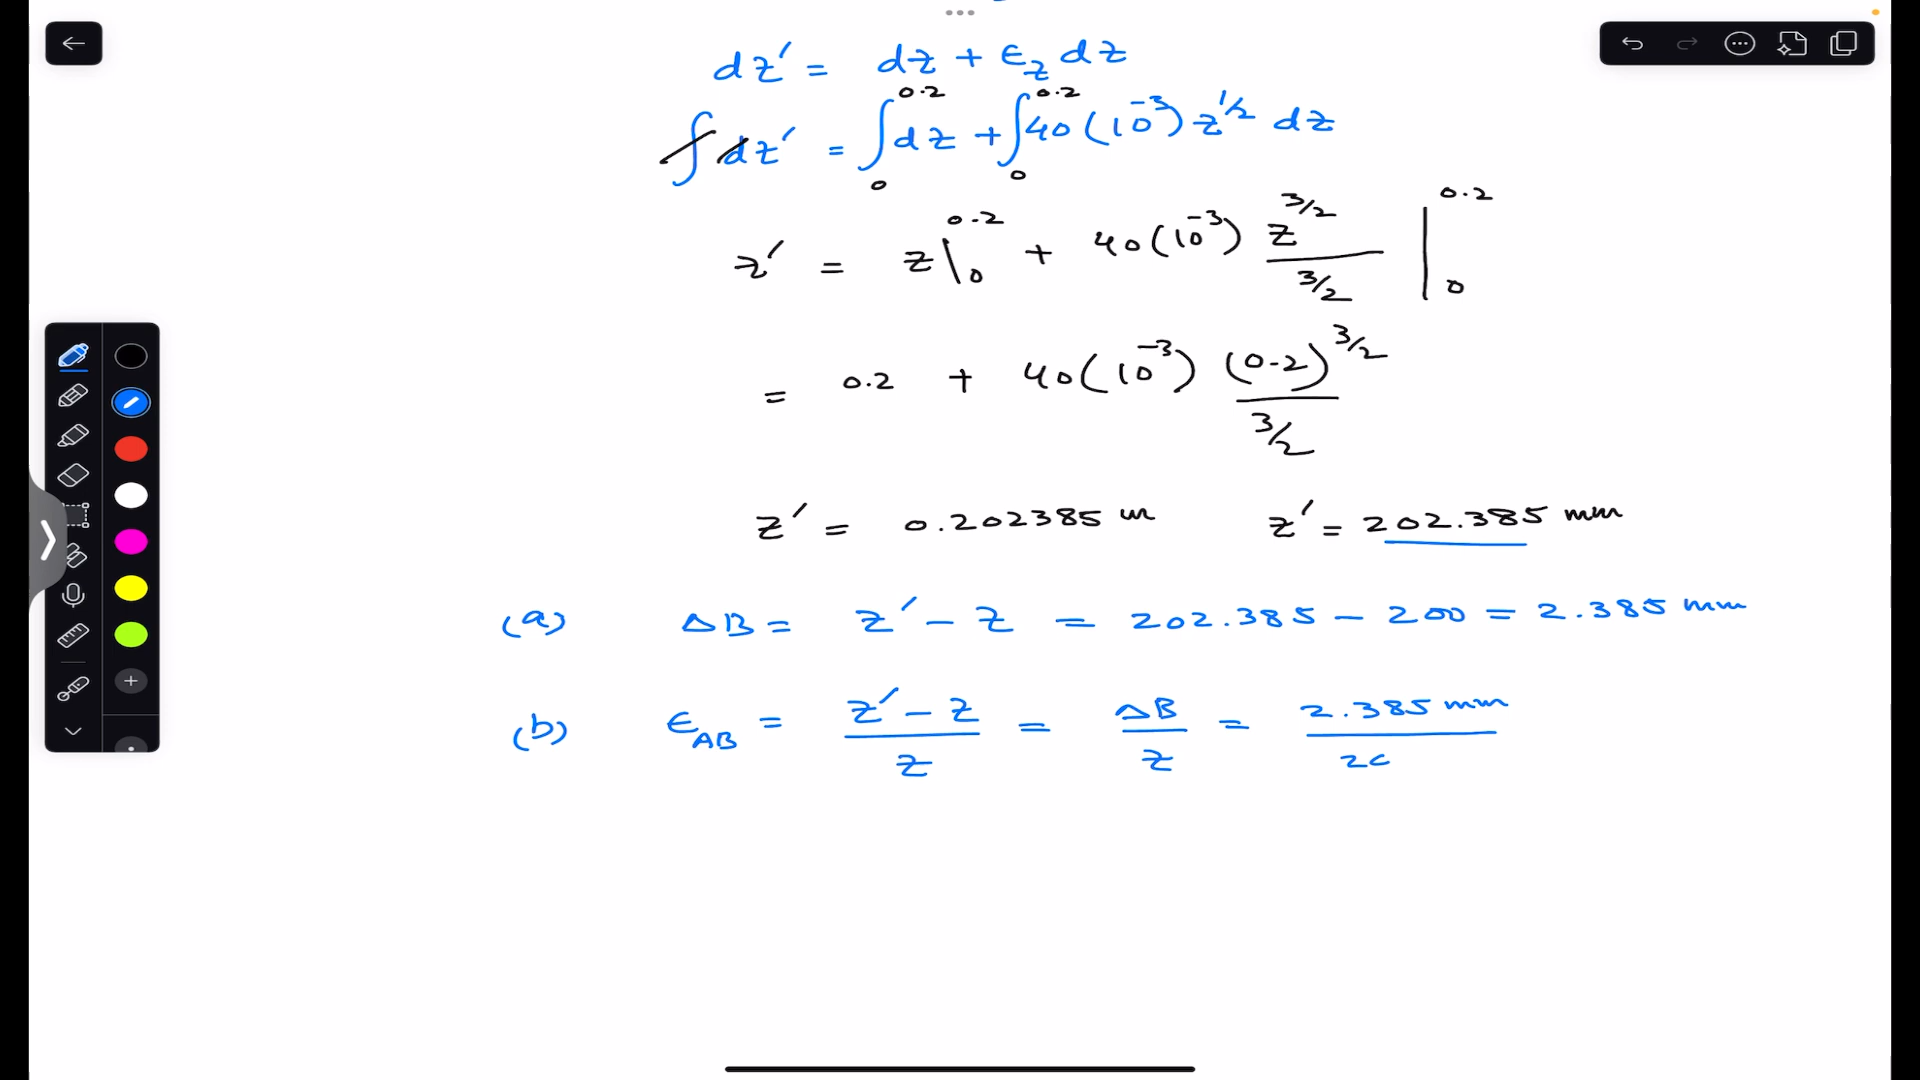 dz′ = dz + ϵ_z dz
∫dz′ = ∫₀^0.2 dz + ∫₀^0.2 40(10⁻³) z^1/2 dz
z′ = z|₀^0.2 + 40(10⁻³) z^3/2 / 3/2 |₀^0.2
= 0.2 + 40(10⁻³) (0.2)^3/2 / 3/2
z′ = 0.202385 m z′ = 202.385 mm
(a) ΔB = z′ − z = 202.385 − 200 = 2.385 mm
(b) ϵ_AB = z′ − z / z = ΔB / z = 2.385 mm / 20